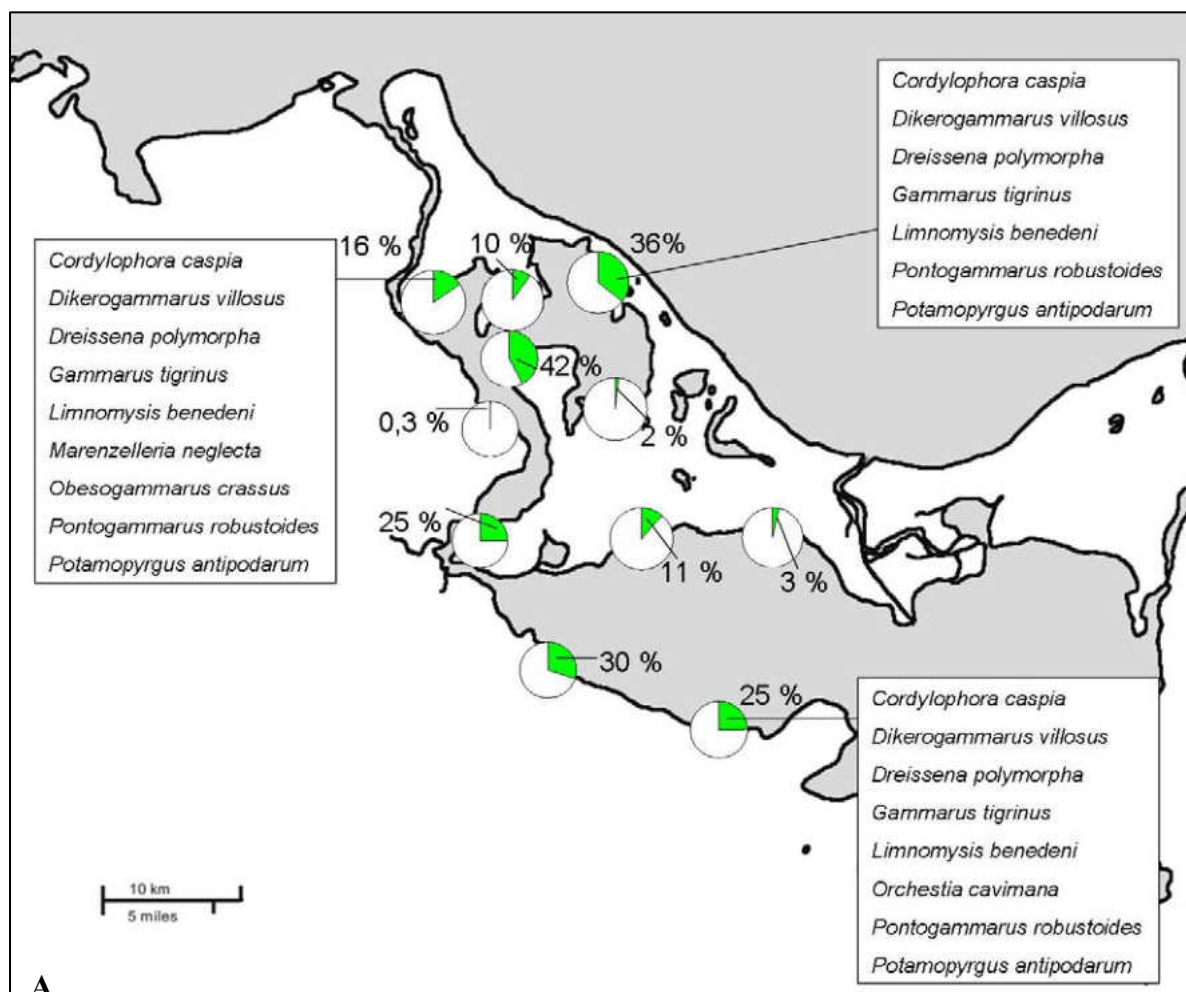 Cordylophora caspia
Dikerogammarus villosus
Dreissena polymorpha
Gammarus tigrinus
Limnomysis benedeni
Pontogammarus robustoides
Potamopyrgus antipodarum
16 %
10 %
36%
Cordylophora caspia
Dikerogammarus villosus
Dreissena polymorpha
Gammarus tigrinus
Limnomysis benedeni
Marenzelleria neglecta
Obesogammarus crassus
Pontogammarus robustoides
Potamopyrgus antipodarum
42 %
0,3 %
2 %
25 %
11 %
3 %
30 %
25 %
Cordylophora caspia
Dikerogammarus villosus
Dreissena polymorpha
Gammarus tigrinus
Limnomysis benedeni
Orchestia cavimana
Pontogammarus robustoides
Potamopyrgus antipodarum
10 km
5 miles
A